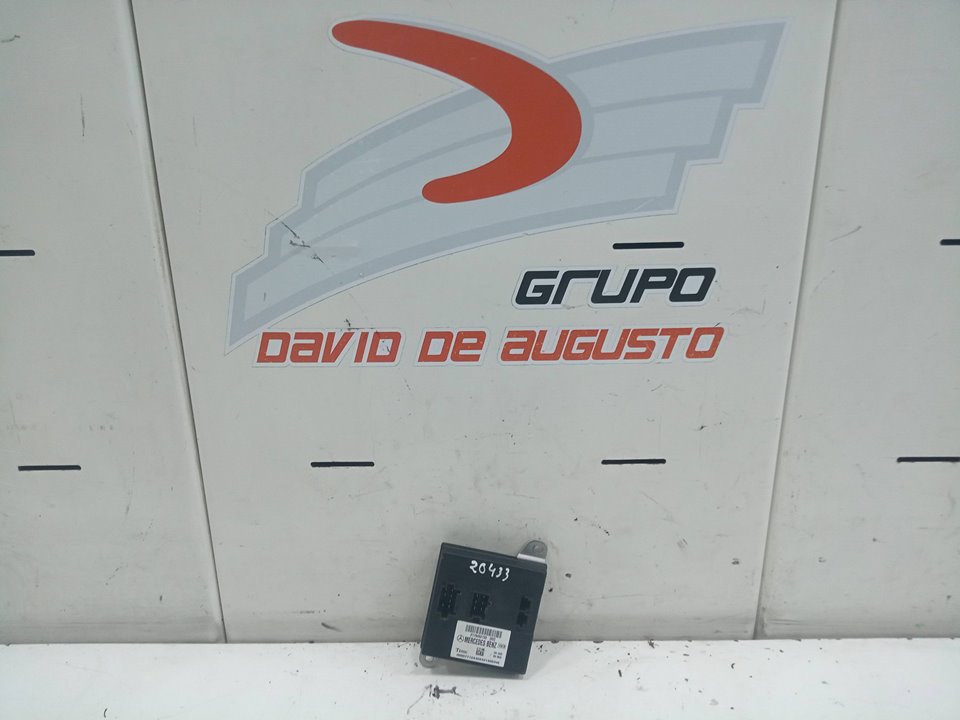 Grupo
David de Augusto
20433
MERCEDES BENZ